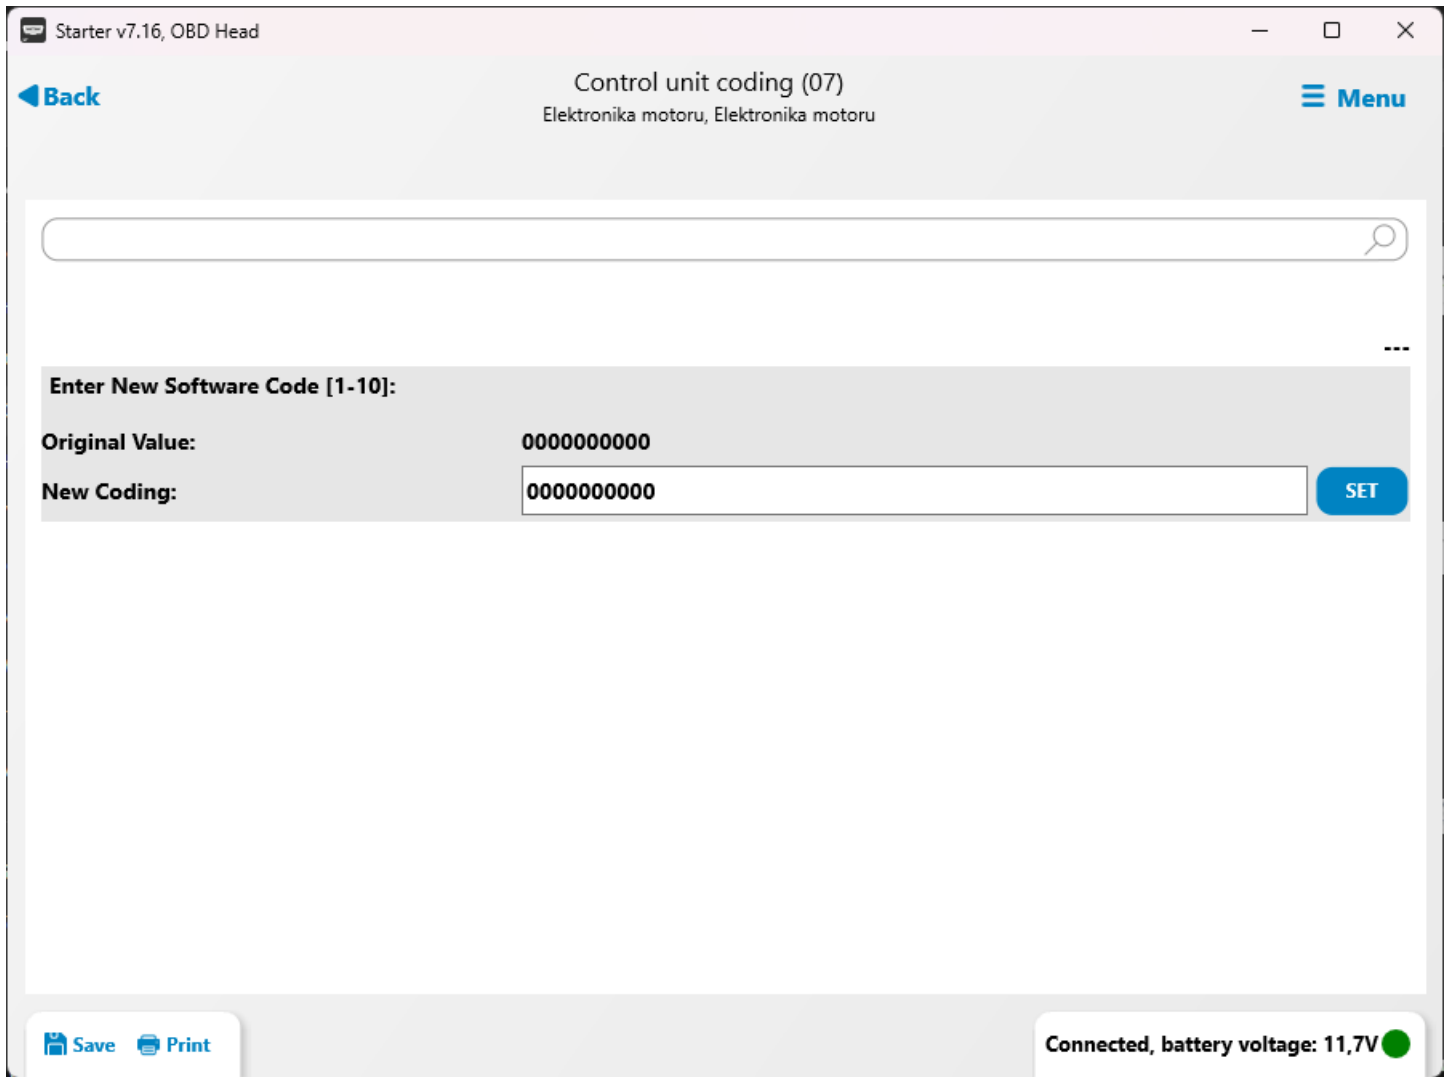 Starter v7.16, OBD Head
Back
Control unit coding (07)
Menu
Elektronika motoru, Elektronika motoru
---
Enter New Software Code [1-10]:
Original Value: 0000000000
New Coding: 0000000000 SET
Save Print
Connected, battery voltage: 11,7V